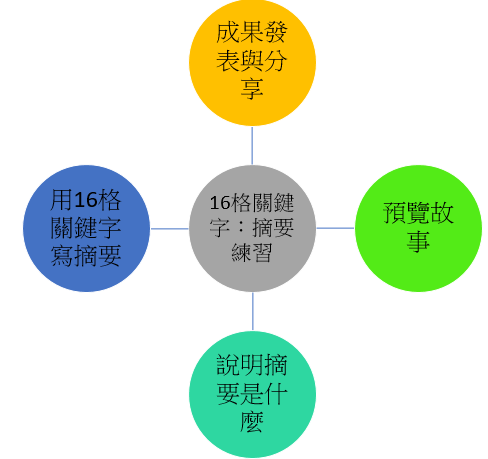 成果發
表與分
享
用16格
關鍵字
寫摘要
16格關鍵
字：摘要
練習
預覽故
事
說明摘
要是什
麼